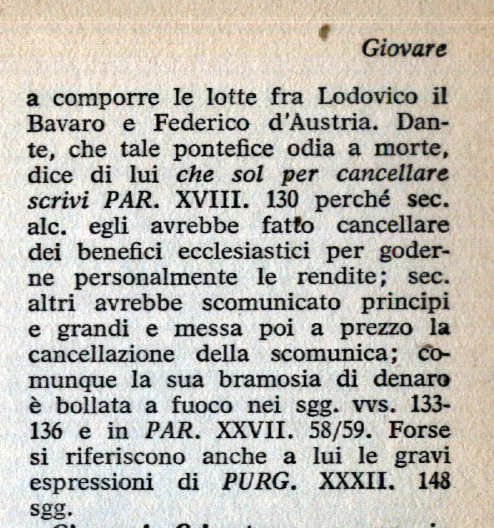 Giovare
a comporre le lotte fra Lodovico il
Bavaro e Federico d'Austria. Dan-
te, che tale pontefice odia a morte,
dice di lui che sol per cancellare
scrivi PAR. XVIII. 130 perché sec.
alc. egli avrebbe fatto cancellare
dei benefici ecclesiastici per goder-
ne personalmente le rendite; sec.
altri avrebbe scomunicato principi
e grandi e messa poi a prezzo la
cancellazione della scomunica; co-
munque la sua bramosia di denaro
è bollata a fuoco nei sgg. vvs. 133-
136 e in PAR. XXVII. 58/59. Forse
si riferiscono anche a lui le gravi
espressioni di PURG. XXXII. 148
sgg.